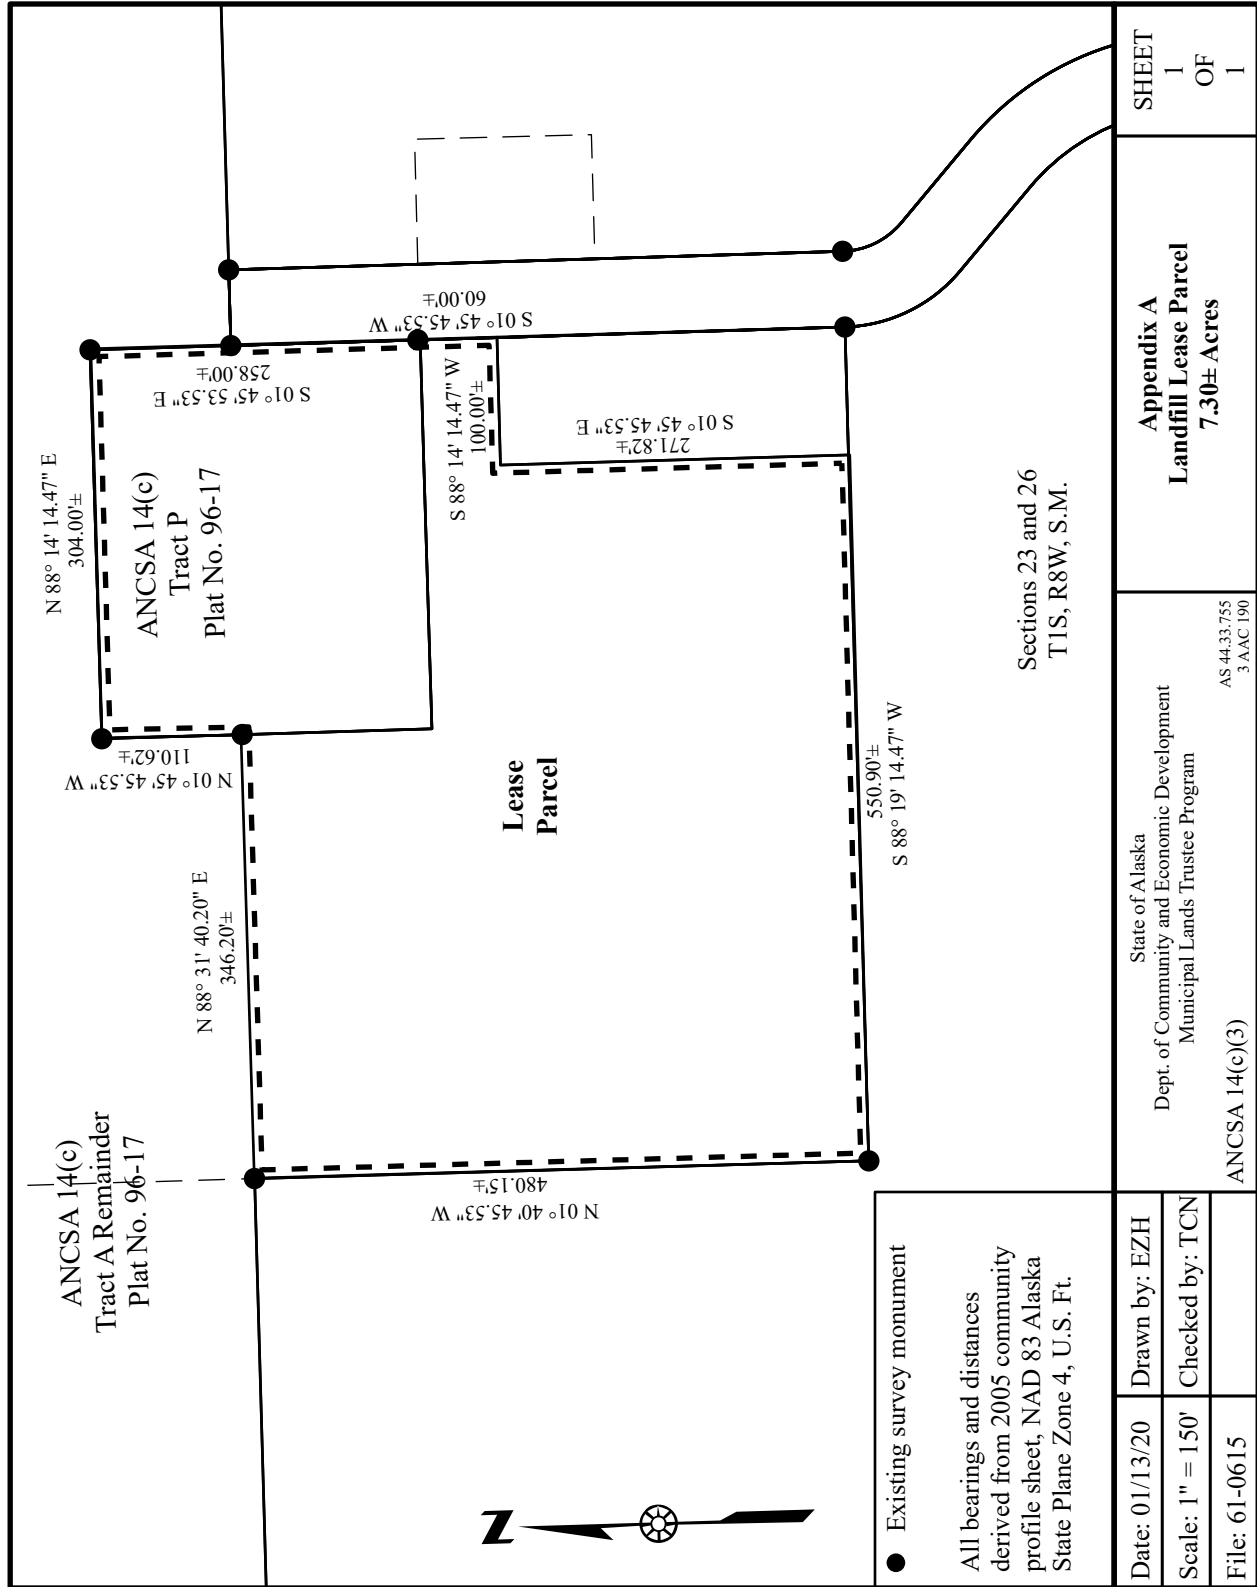 ANCSA 14(c)
Tract A Remainder
Plat No. 96-17
N 88° 14' 14.47" E
304.00'±
ANCSA 14(c)
Tract P
Plat No. 96-17
N 01° 45' 45.53" W
110.62'±
S 01° 45' 53.53" E
258.00'±
N 88° 31' 40.20" E
346.20'±
S 01° 45' 45.53" W
60.00'±
S 88° 14' 14.47" W
100.00'±
S 01° 45' 45.53" E
271.82'±
Lease
Parcel
N 01° 40' 45.53" W
480.15'±
550.90'±
S 88° 19' 14.47" W
Sections 23 and 26
T1S, R8W, S.M.
N
Existing survey monument
All bearings and distances
derived from 2005 community
profile sheet, NAD 83 Alaska
State Plane Zone 4, U.S. Ft.
Date: 01/13/20
Drawn by: EZH
Scale: 1" = 150'
Checked by: TCN
File: 61-0615
State of Alaska
Dept. of Community and Economic Development
Municipal Lands Trustee Program
ANCSA 14(c)(3)
AS 44.33.755
3 AAC 190
Appendix A
Landfill Lease Parcel
7.30± Acres
SHEET
1
OF
1